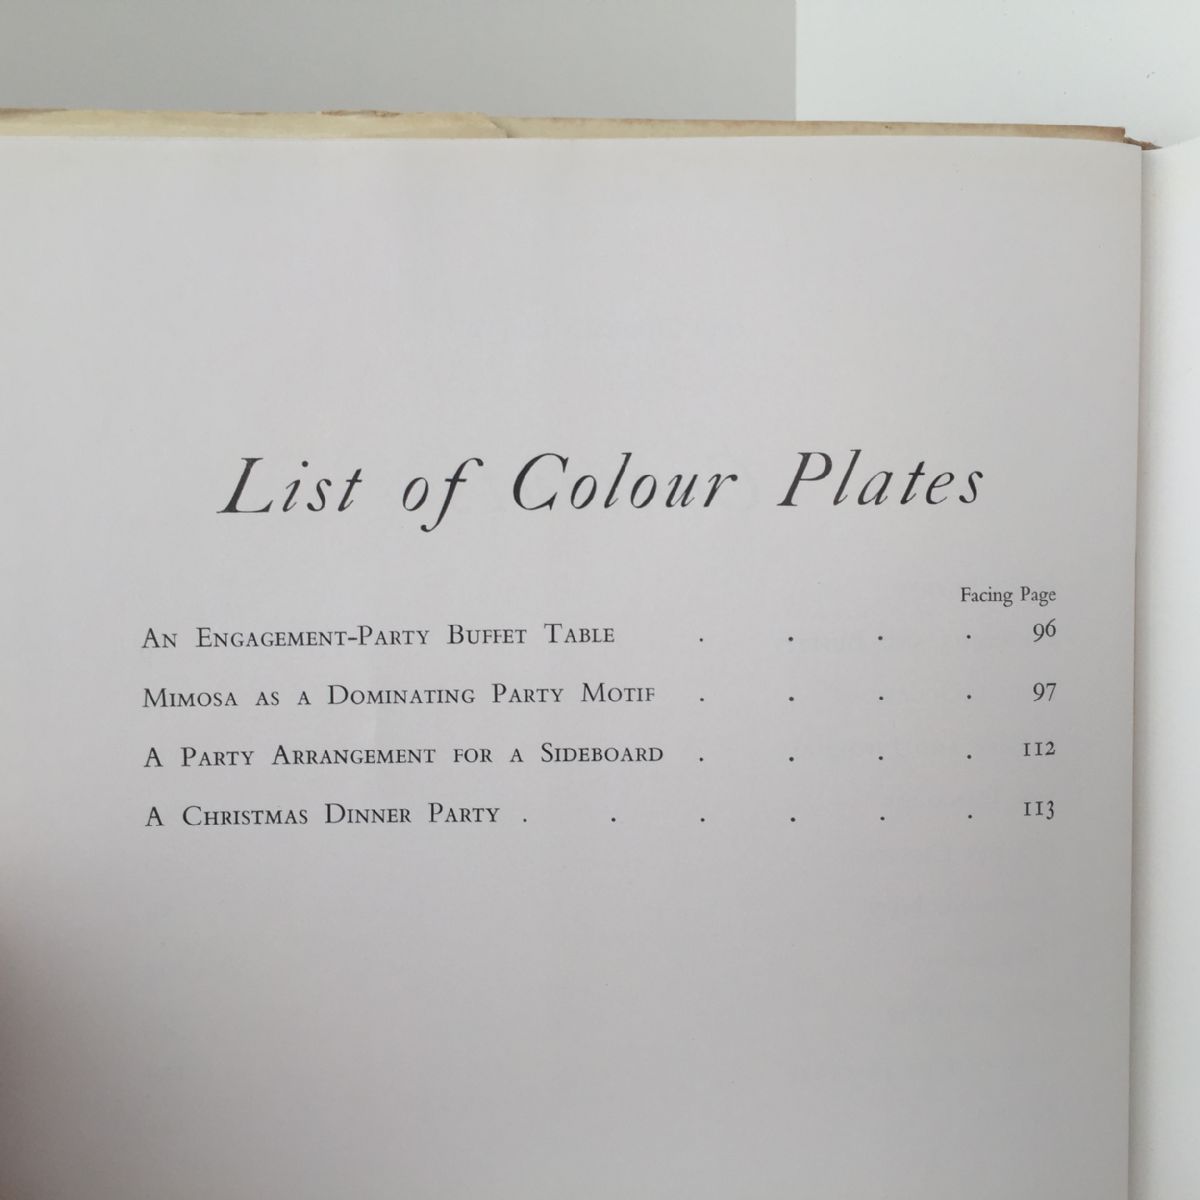 List of Colour Plates
Facing Page
An Engagement-Party Buffet Table . . . . 96
Mimosa as a Dominating Party Motif . . . . 97
A Party Arrangement for a Sideboard . . . . 112
A Christmas Dinner Party . . . . . . 113